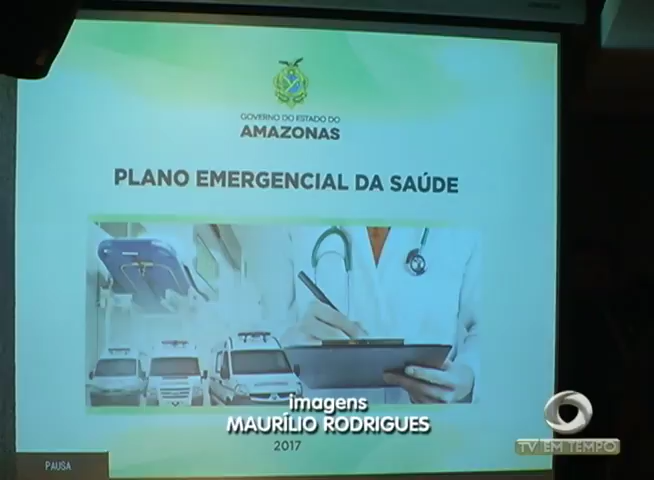 GOVERNO DO ESTADO DO
AMAZONAS
PLANO EMERGENCIAL DA SAÚDE
imagens
MAURÍLIO RODRIGUES
2017
TV EM TEMPO
PAUSA